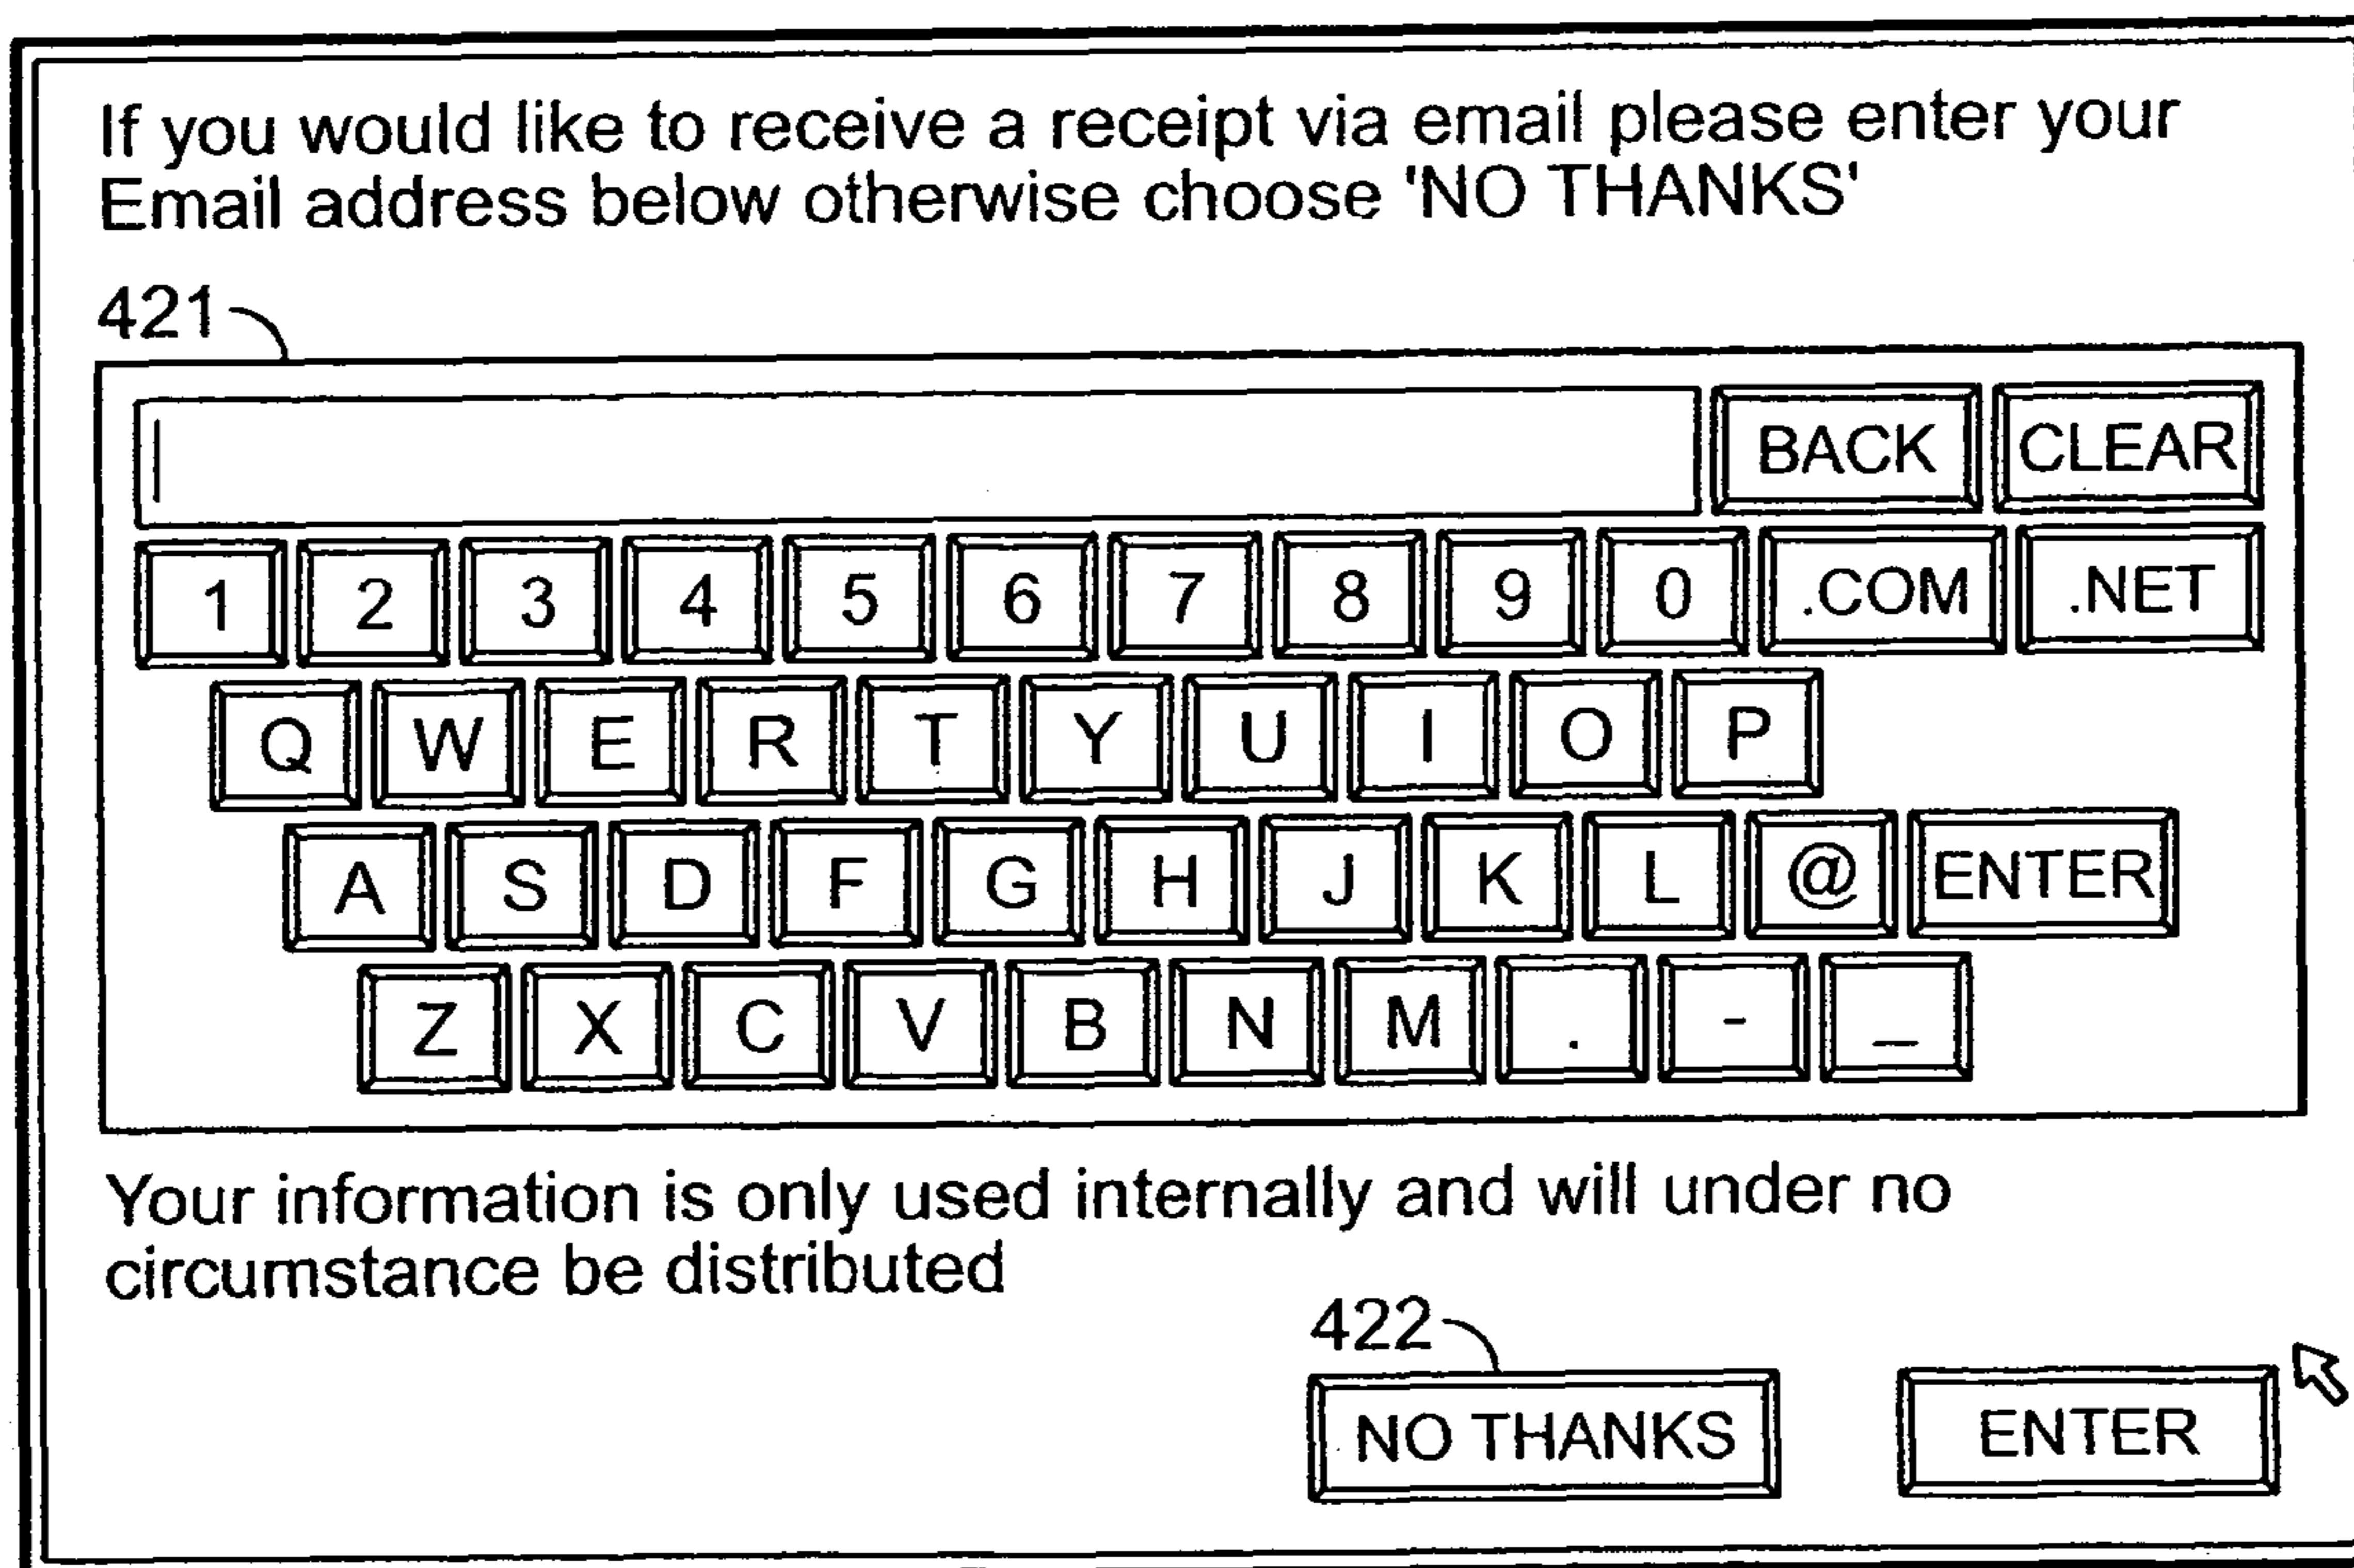 If you would like to receive a receipt via email please enter your
Email address below otherwise choose 'NO THANKS'
421
BACK CLEAR
1 2 3 4 5 6 7 8 9 0 .COM .NET
Q W E R T Y U I O P
A S D F G H J K L @ ENTER
Z X C V B N M . - _
Your information is only used internally and will under no
circumstance be distributed
422
NO THANKS ENTER